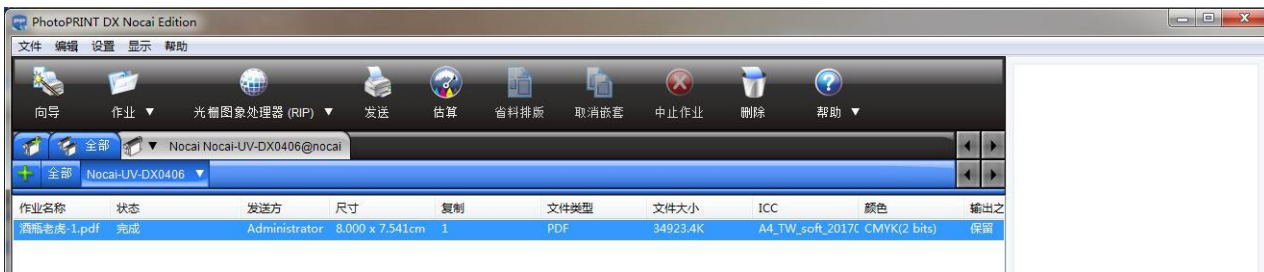 PhotoPRINT DX Nocai Edition
文件 编辑 设置 显示 帮助
向导 作业 光栅图象处理器 (RIP) 发送 估算 省料排版 取消嵌套 中止作业 删除 帮助
全部 Nocai Nocai-UV-DX0406@nocai
全部 Nocai-UV-DX0406
作业名称 状态 发送方 尺寸 复制 文件类型 文件大小 ICC 颜色 输出之
酒瓶老虎-1.pdf 完成 Administrator 8.000 x 7.541cm 1 PDF 34923.4K A4_TW_soft_2017 CMYK(2 bits) 保留